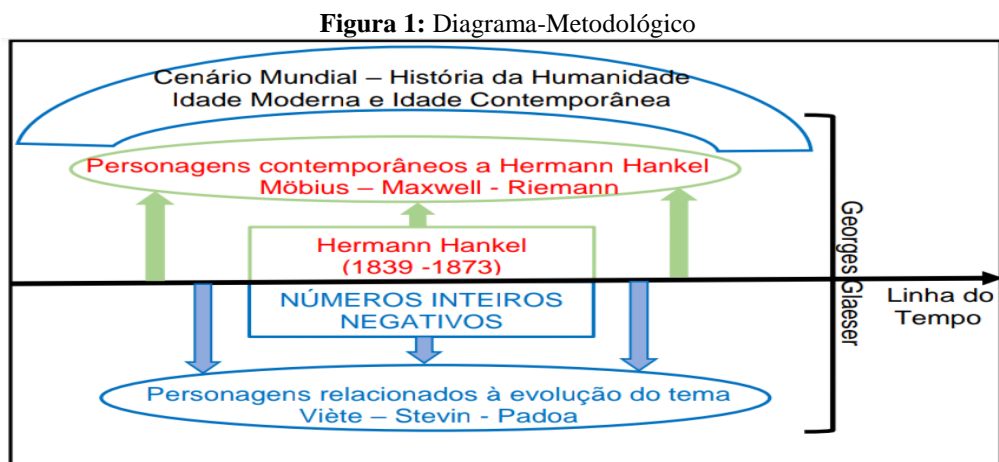 Figura 1: Diagrama-Metodológico
Cenário Mundial – História da Humanidade
Idade Moderna e Idade Contemporânea
Personagens contemporâneos a Hermann Hankel
Möbius – Maxwell - Riemann
Hermann Hankel
(1839 -1873)
NÚMEROS INTEIROS
NEGATIVOS
Personagens relacionados à evolução do tema
Viète – Stevin - Padoa
Georges Glaeser
Linha do
Tempo